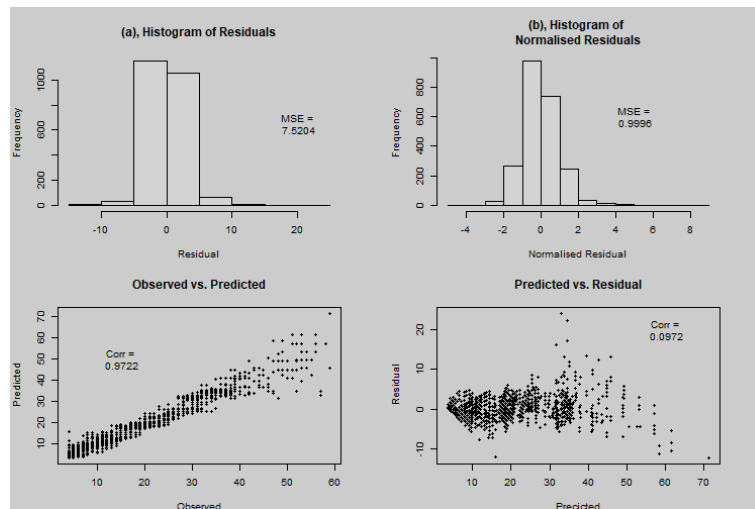 (a), Histogram of Residuals
Frequency
1000
600
200
0
MSE =
7.5204
-10
0
10
20
Residual
(b), Histogram of
Normalised Residuals
Frequency
800
400
200
0
MSE =
0.9996
-4
-2
0
2
4
6
8
Normalised Residual
Observed vs. Predicted
Predicted
70
60
50
40
30
20
10
Corr =
0.9722
10
20
30
40
50
60
Observed
Predicted vs. Residual
Residual
20
10
0
-10
Corr =
0.0972
10
20
30
40
50
60
70
Predicted